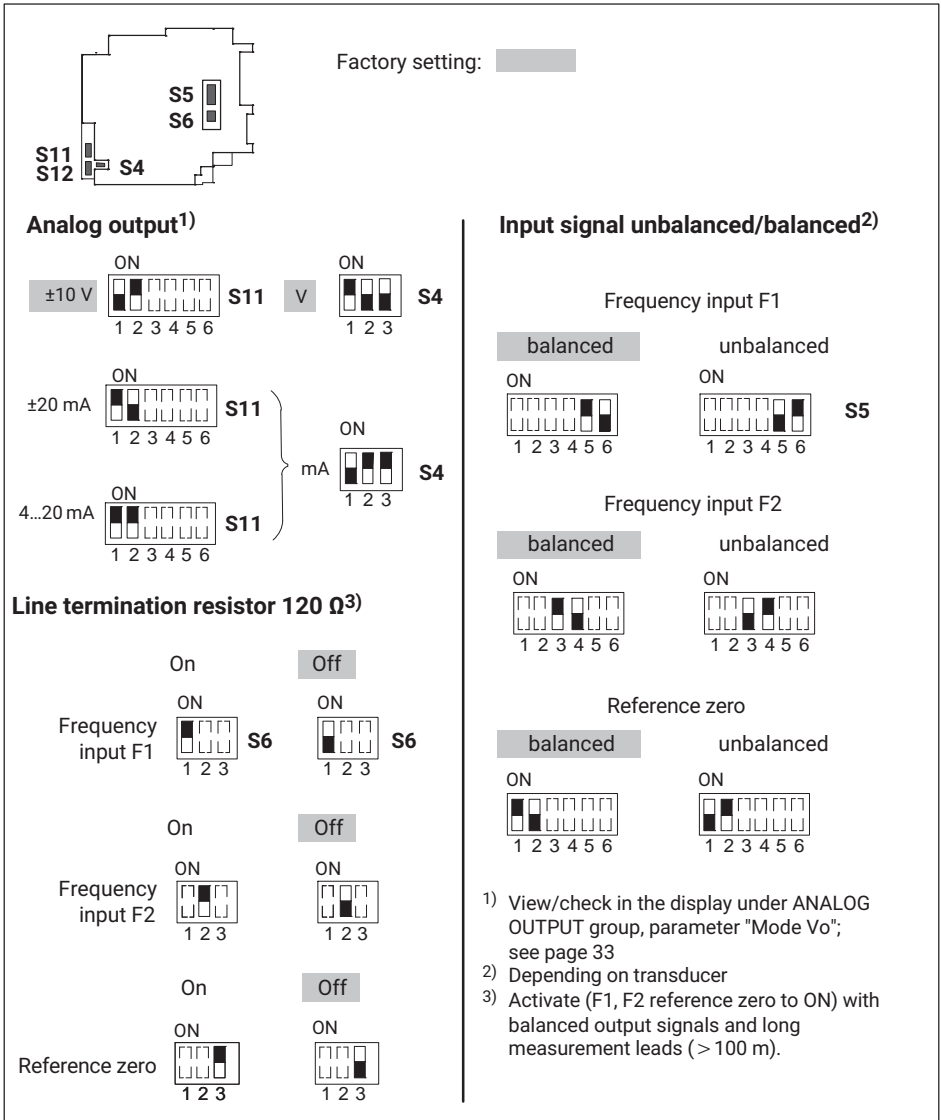 Factory setting:
S5
S6
S11
S12
S4
Analog output1)
ON
±10 V
S11
1 2 3 4 5 6
ON
V
S4
1 2 3
ON
±20 mA
S11
1 2 3 4 5 6
ON
4...20 mA
S11
1 2 3 4 5 6
ON
mA
S4
1 2 3
Line termination resistor 120 Ω3)
On Off
ON ON
Frequency
input F1
S6 S6
1 2 3 1 2 3
On Off
ON ON
Frequency
input F2
1 2 3 1 2 3
On Off
ON ON
Reference zero
1 2 3 1 2 3
Input signal unbalanced/balanced2)
Frequency input F1
balanced unbalanced
ON ON
S5
1 2 3 4 5 6 1 2 3 4 5 6
Frequency input F2
balanced unbalanced
ON ON
1 2 3 4 5 6 1 2 3 4 5 6
Reference zero
balanced unbalanced
ON ON
1 2 3 4 5 6 1 2 3 4 5 6
1) View/check in the display under ANALOG
OUTPUT group, parameter "Mode Vo";
see page 33
2) Depending on transducer
3) Activate (F1, F2 reference zero to ON) with
balanced output signals and long
measurement leads (> 100 m).